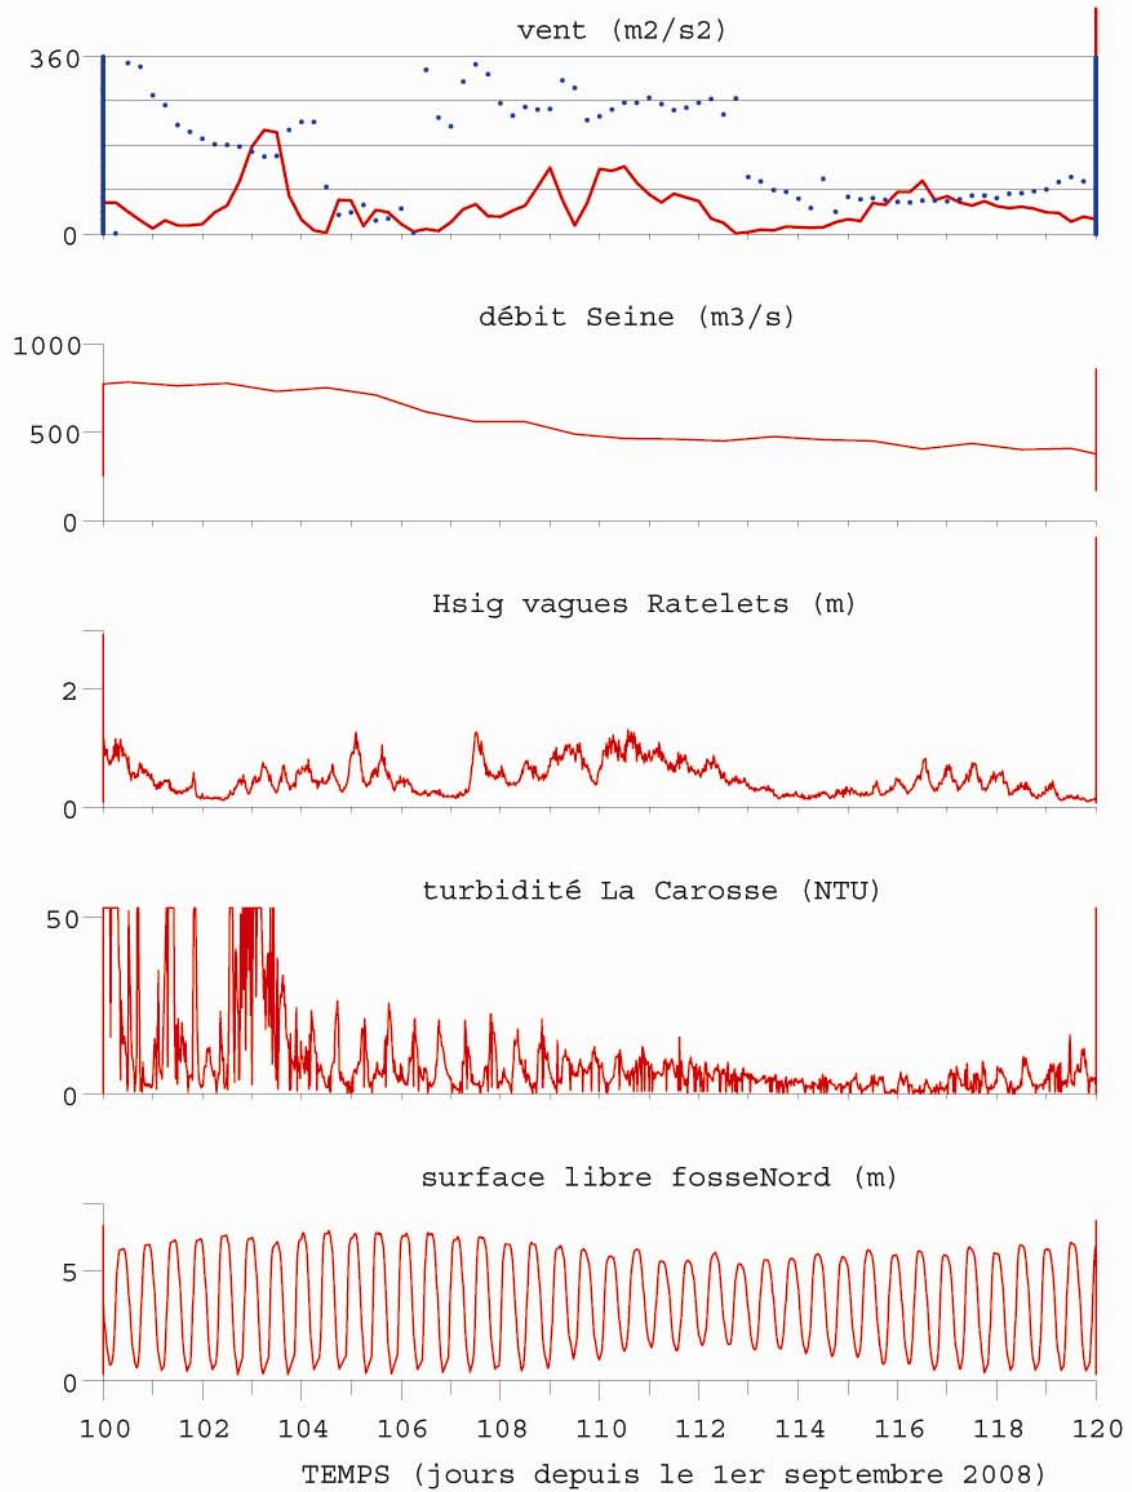 vent (m2/s2)
360
0
débit Seine (m3/s)
1000
500
0
Hsig vagues Ratelets (m)
2
0
turbidité La Carosse (NTU)
50
0
surface libre fosseNord (m)
5
0
100 102 104 106 108 110 112 114 116 118 120
TEMPS (jours depuis le 1er septembre 2008)